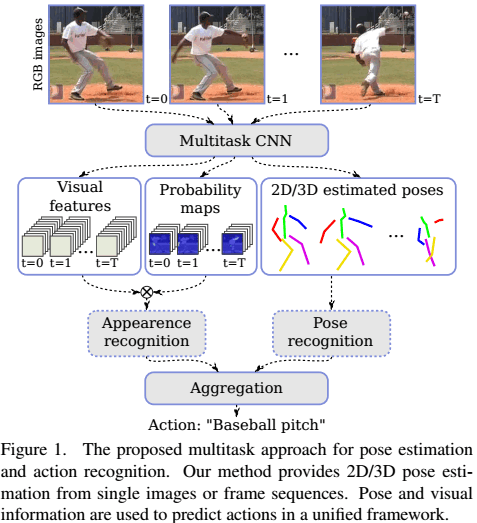 RGB images
t=0
t=1
...
t=T
Multitask CNN
Visual
features
t=0 t=1 ... t=T
Probability
maps
t=0 t=1 ... t=T
2D/3D estimated poses
...
Appearence
recognition
Pose
recognition
Aggregation
Action: "Baseball pitch"
Figure 1. The proposed multitask approach for pose estimation
and action recognition. Our method provides 2D/3D pose esti-
mation from single images or frame sequences. Pose and visual
information are used to predict actions in a unified framework.